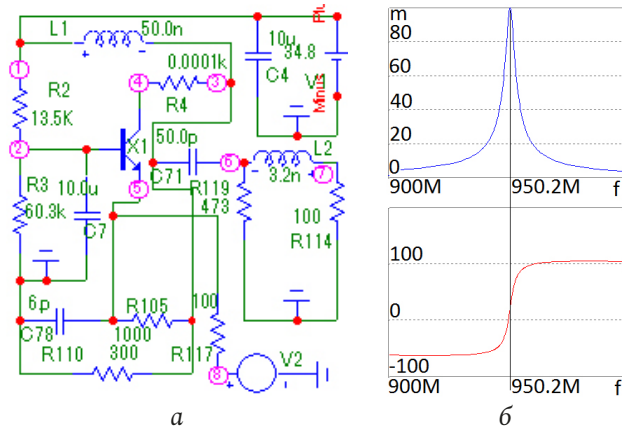 L1
50.0n
1
R2
13.5K
4
0.0001k
3
R4
10u
34.8
C4
V
Plu
Minus
2
X1
50.0p
C71
6
L2
3.2n
7
R3
60.3k
10.0u
C7
5
R119
473
100
R114
6p
C78
R105
1000
R110
300
R117
100
V2
8
а
m
80
60
40
20
0
900M
950.2M
f
100
0
-100
900M
950.2M
f
б